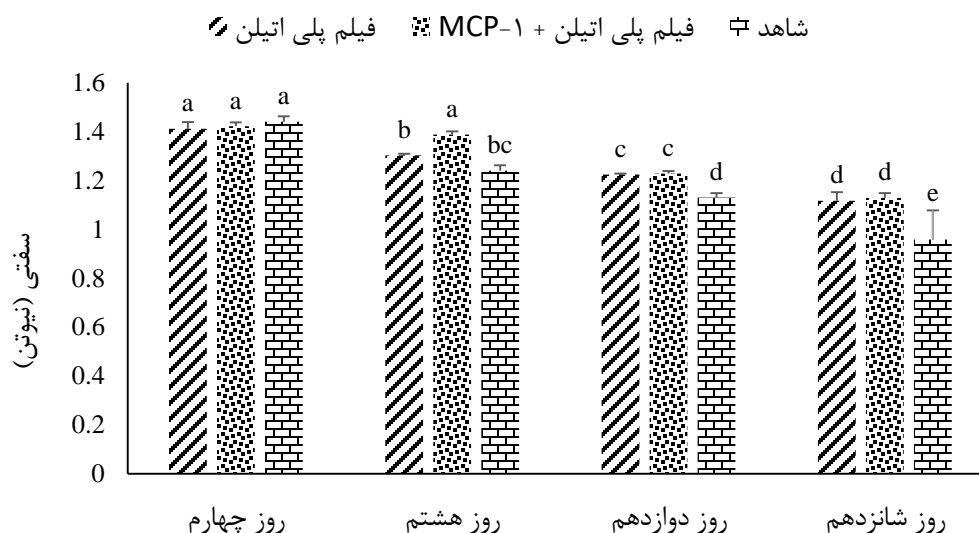 فیلم پلی اتیلن
فیلم پلی اتیلن + MCP-۱
شاهد
سفتی (نیوتن)
1.6
1.4
1.2
1
0.8
0.6
0.4
0.2
0
a a a
b a bc
c c d
d d e
روز چهارم
روز هشتم
روز دوازدهم
روز شانزدهم